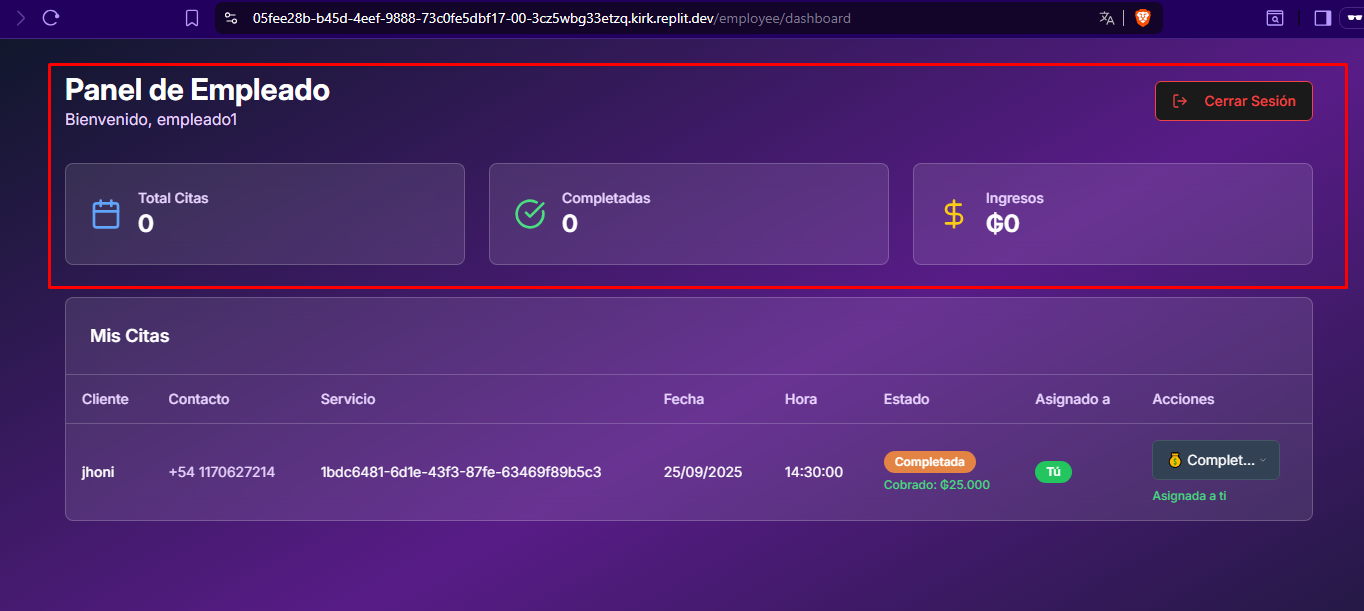 05fee28b-b45d-4eef-9888-73c0fe5dbf17-00-3cz5wbg33etzq.kirk.replit.dev/employee/dashboard
Panel de Empleado
Bienvenido, empleado1
Cerrar Sesión
Total Citas
0
Completadas
0
Ingresos
₲0
Mis Citas
Cliente Contacto Servicio Fecha Hora Estado Asignado a Acciones
jhoni +54 1170627214 1bdc6481-6d1e-43f3-87fe-63469f89b5c3 25/09/2025 14:30:00 Completada Tú Complet...
Cobrado: ₲25.000
Asignada a ti